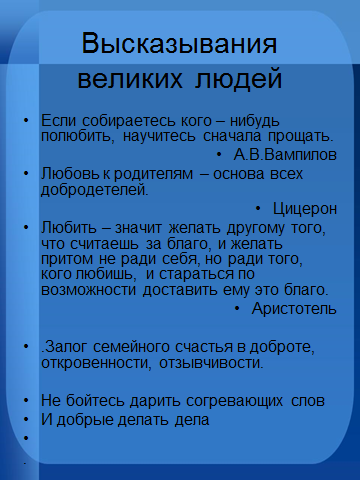 Высказывания
великих людей
• Если собираетесь кого – нибудь
полюбить, научитесь сначала прощать.
• А.В.Вампилов
• Любовь к родителям – основа всех
добродетелей.
• Цицерон
• Любить – значит желать другому того,
что считаешь за благо, и желать
притом не ради себя, но ради того,
кого любишь, и стараться по
возможности доставить ему это благо.
• Аристотель
• .Залог семейного счастья в доброте,
откровенности, отзывчивости.
• Не бойтесь дарить согревающих слов
• И добрые делать дела
•
.